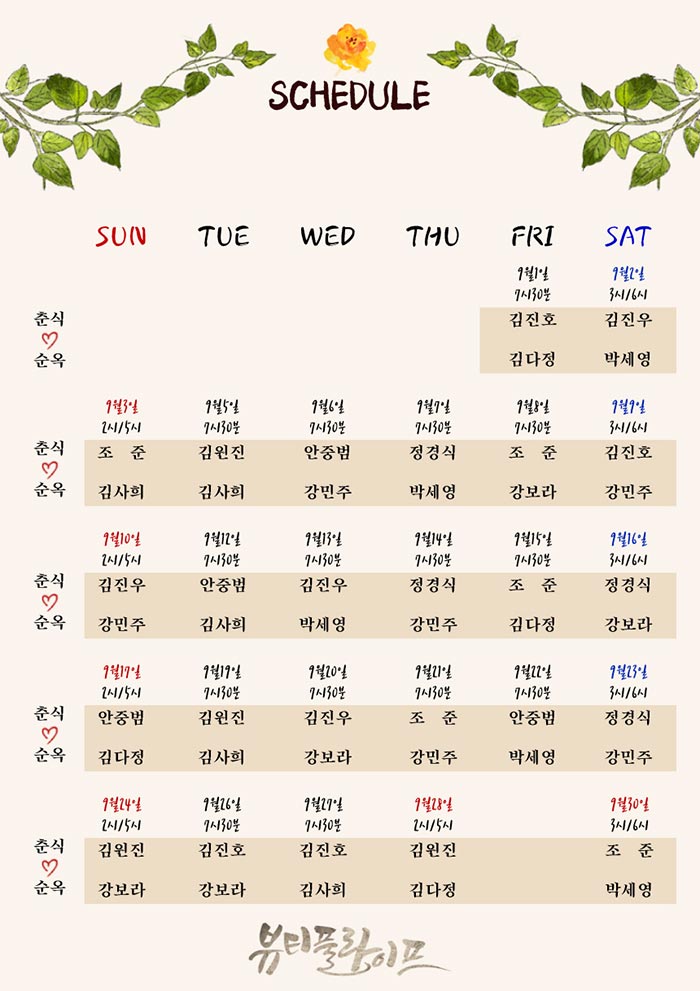 SCHEDULE
SUN TUE WED THU FRI SAT
9월1일 9월2일
7시30분 3시/6시
춘식 김진호 김진우
순옥 김다정 박세영
9월3일 9월5일 9월6일 9월7일 9월8일 9월9일
2시/5시 7시30분 7시30분 7시30분 7시30분 3시/6시
춘식 조 준 김원진 안중범 정경식 조 준 김진호
순옥 김사희 김사희 강민주 박세영 강보라 강민주
9월10일 9월12일 9월13일 9월14일 9월15일 9월16일
2시/5시 7시30분 7시30분 7시30분 7시30분 3시/6시
춘식 김진우 안중범 김진우 정경식 조 준 정경식
순옥 강민주 김사희 박세영 강민주 김다정 강보라
9월17일 9월19일 9월20일 9월21일 9월22일 9월23일
2시/5시 7시30분 7시30분 7시30분 7시30분 3시/6시
춘식 안중범 김원진 김진우 조 준 안중범 정경식
순옥 김다정 김사희 강보라 강민주 박세영 강민주
9월24일 9월26일 9월27일 9월28일 9월30일
2시/5시 7시30분 7시30분 2시/5시 3시/6시
춘식 김원진 김진호 김진호 김원진 조 준
순옥 강보라 강보라 김사희 김다정 박세영
뷰티풀라이프